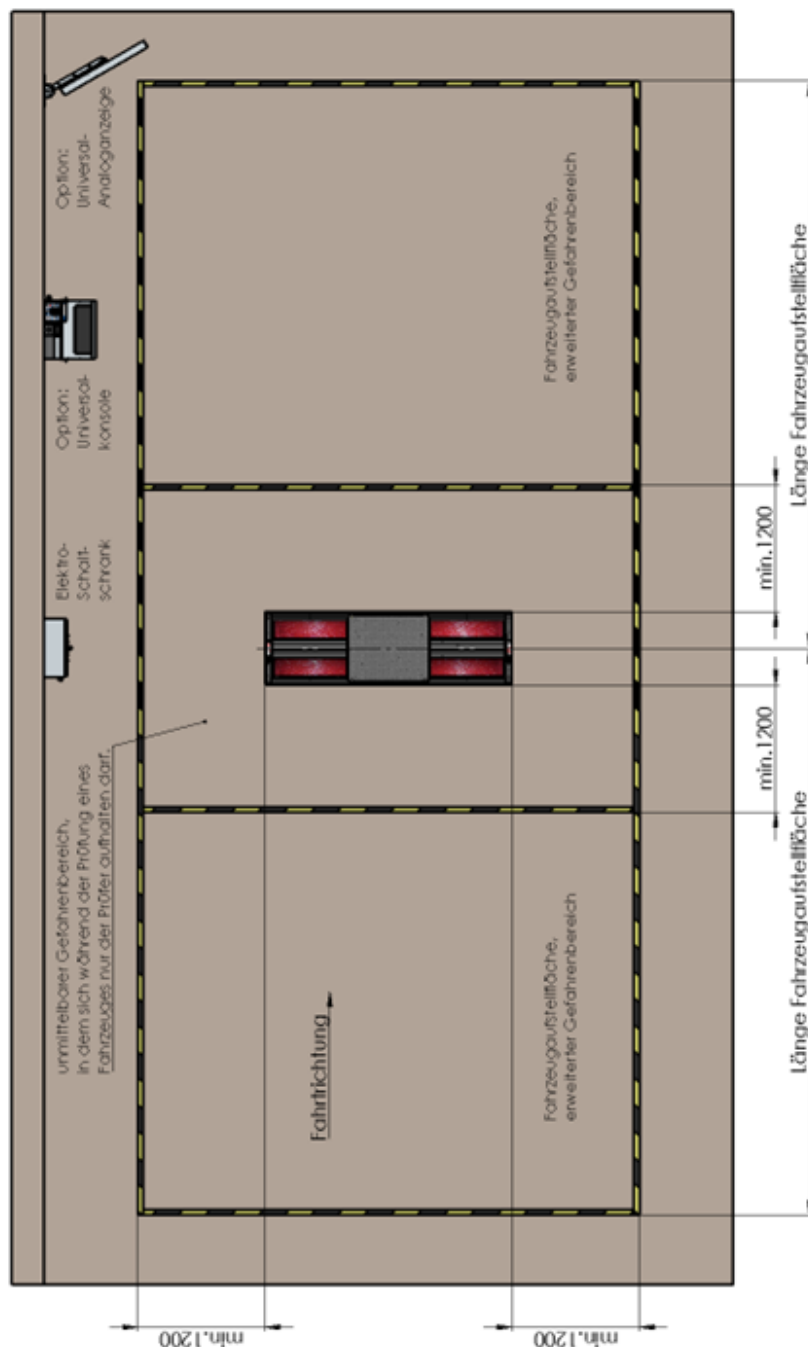 unmittelbarer Gefahrenbereich,
in dem sich während der Prüfung eines
Fahrzeuges nur der Prüfer aufhalten darf.
Elektro-
Schalt-
schrank
Option:
Universal-
konsole
Option:
Universal-
Analoganzeige
Fahrtrichtung
Fahrzeugaufstellfläche,
erweiterter Gefahrenbereich
Fahrzeugaufstellfläche,
erweiterter Gefahrenbereich
min.1200
min.1200
min.1200
min.1200
Länge Fahrzeugaufstellfläche
Länge Fahrzeugaufstellfläche